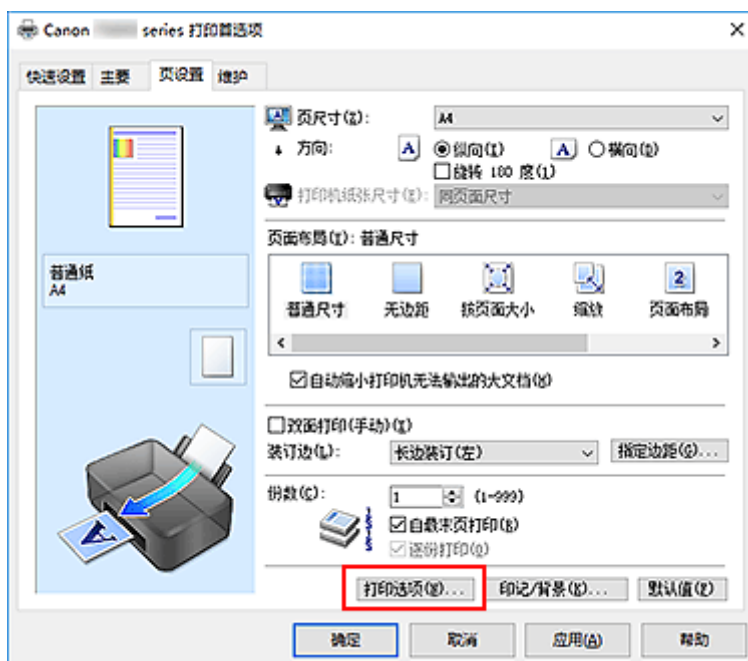 Canon series 打印首选项
快速设置 主要 页设置 维护
页尺寸(Z): A4
方向: A 纵向(I) A 横向(D)
旋转 180 度(1)
打印机纸张尺寸(E): 同页面尺寸
页面布局(Y): 普通尺寸
普通纸
A4
普通尺寸 无边距 按页面大小 缩放 2 页面布局
自动缩小打印机无法输出的大文档(8)
双面打印(手动)(X)
装订边(L): 长边装订(左) 指定边距(G)...
份数(C): 1 (1-999)
自最末页打印(R)
逐份打印(O)
打印选项(N)... 印记/背景(K)... 默认值(F)
确定 取消 应用(A) 帮助